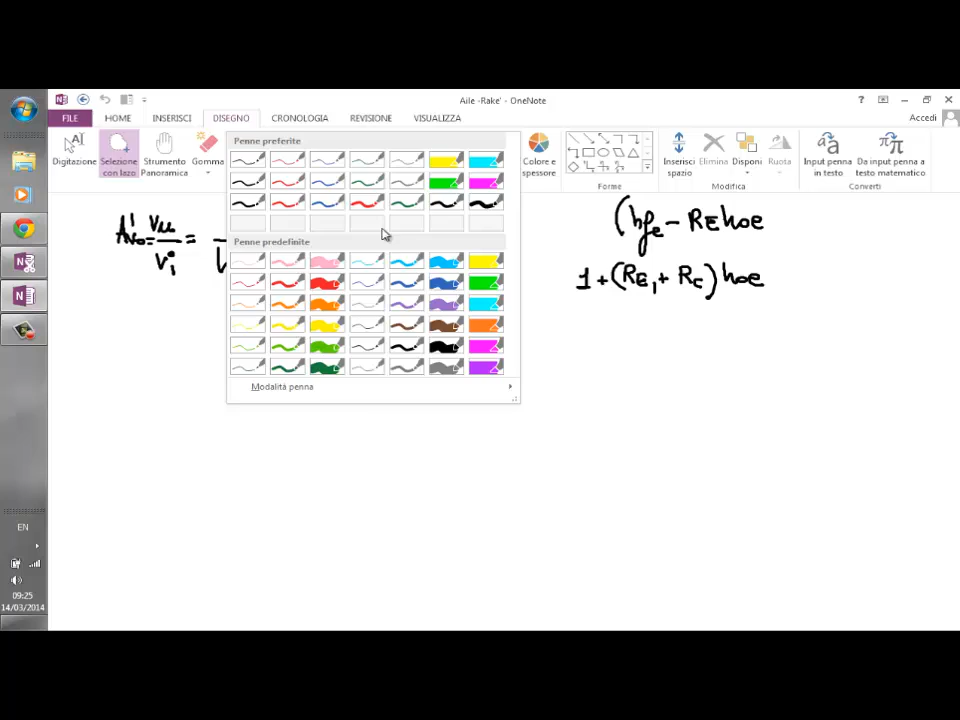 Aile -Rake' - OneNote
FILE HOME INSERISCI DISEGNO CRONOLOGIA REVISIONE VISUALIZZA Accedi
Digitazione Selezione con lazo Strumento Panoramica Gomma Colore e spessore Forme Inserisci spazio Elimina Disponi Ruota Modifica Input penna in testo Da input penna a testo matematico Converti
Penne preferite
Penne predefinite
Modalità penna
vu
vi
=
(hfe - RE hoe
1 + (RE1 + RC) hoe
EN
09:25
14/03/2014